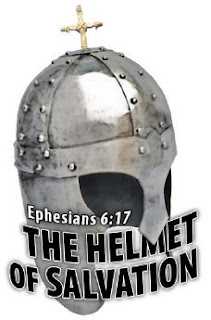 Ephesians 6:17
THE HELMET
OF SALVATION